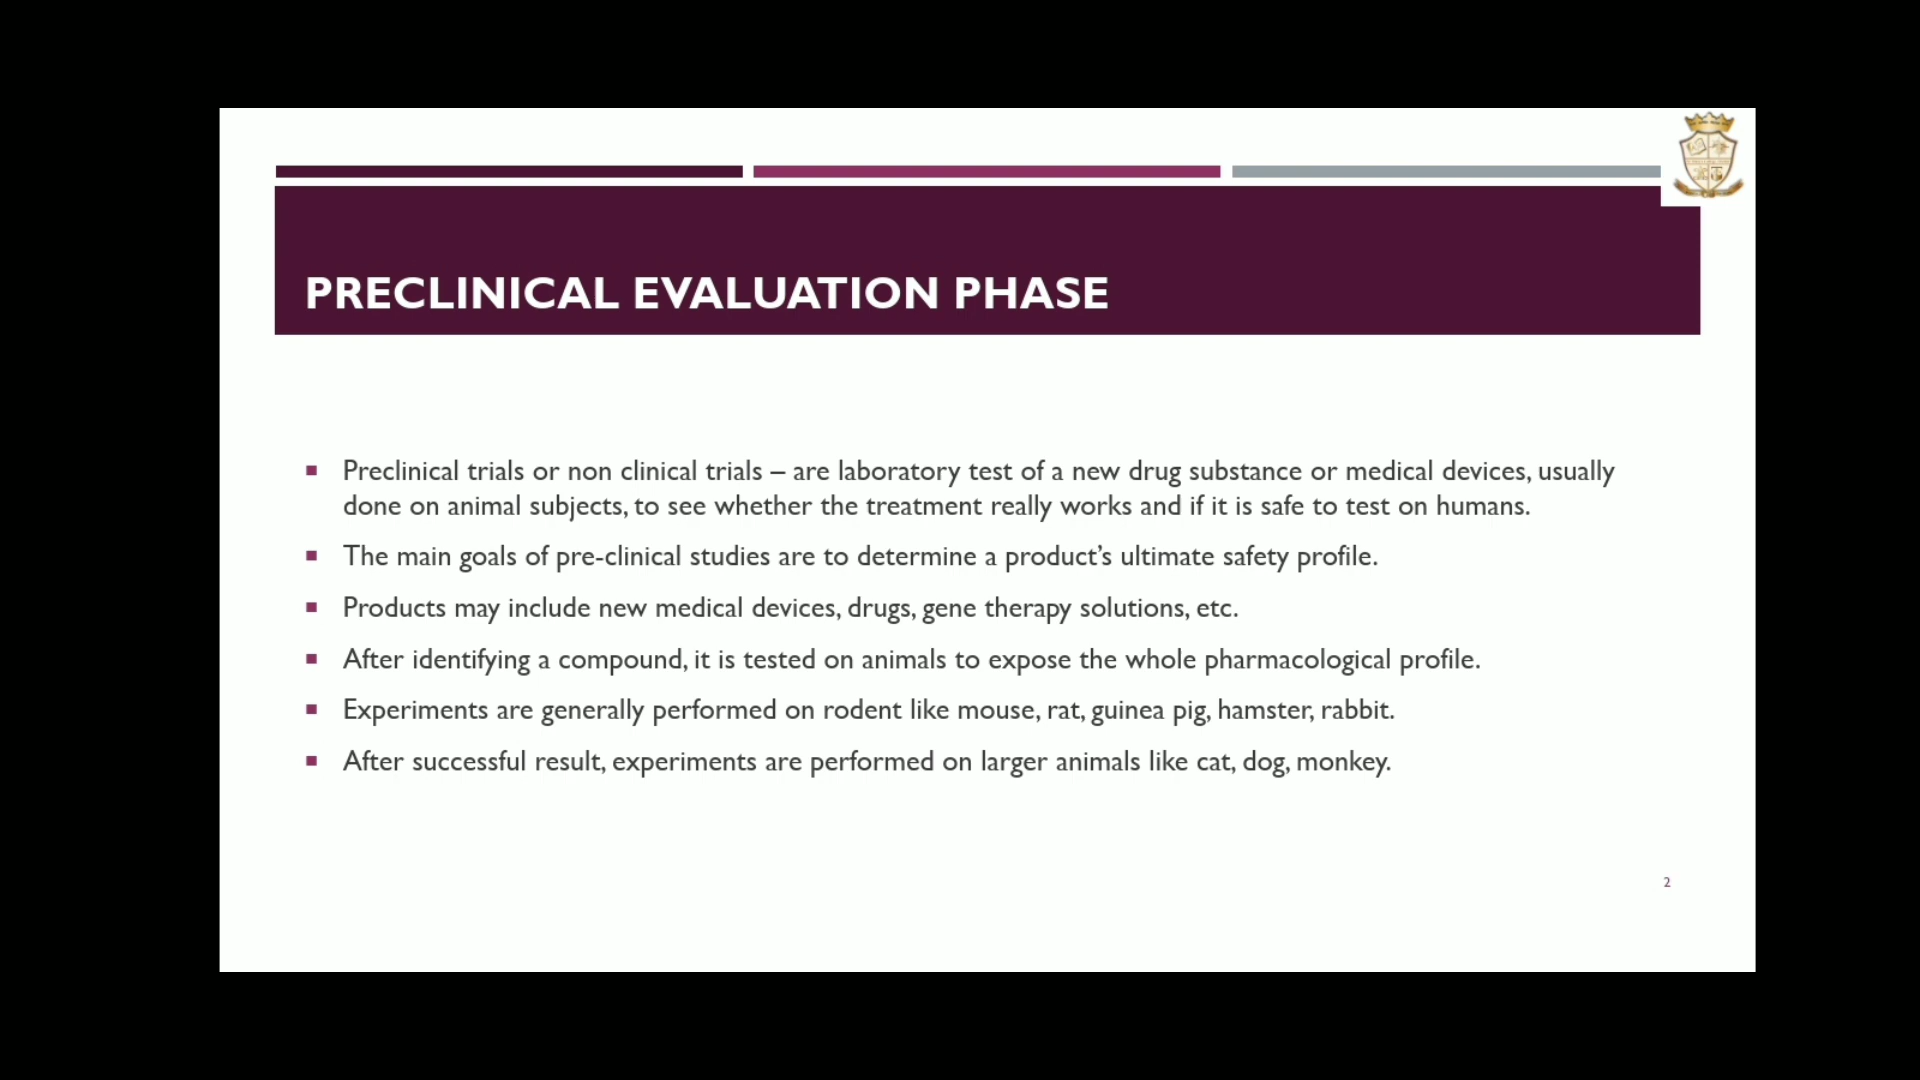 PRECLINICAL EVALUATION PHASE
▪ Preclinical trials or non clinical trials – are laboratory test of a new drug substance or medical devices, usually
done on animal subjects, to see whether the treatment really works and if it is safe to test on humans.
▪ The main goals of pre-clinical studies are to determine a product’s ultimate safety profile.
▪ Products may include new medical devices, drugs, gene therapy solutions, etc.
▪ After identifying a compound, it is tested on animals to expose the whole pharmacological profile.
▪ Experiments are generally performed on rodent like mouse, rat, guinea pig, hamster, rabbit.
▪ After successful result, experiments are performed on larger animals like cat, dog, monkey.
2